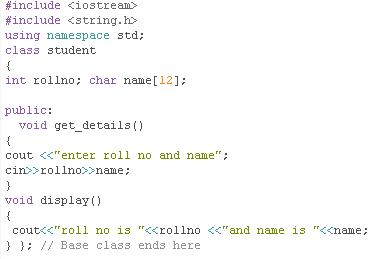 #include <iostream>
#include <string.h>
using namespace std;
class student
{
int rollno; char name[12];
public:
void get_details()
{
cout <<"enter roll no and name";
cin>>rollno>>name;
}
void display()
{
cout<<"roll no is "<<rollno <<"and name is "<<name;
} }; // Base class ends here